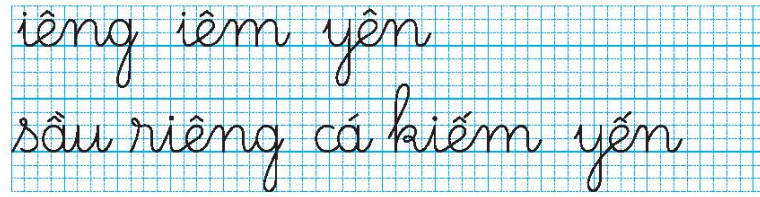 iêng iêm yên
sầu riêng cá kiếm yến